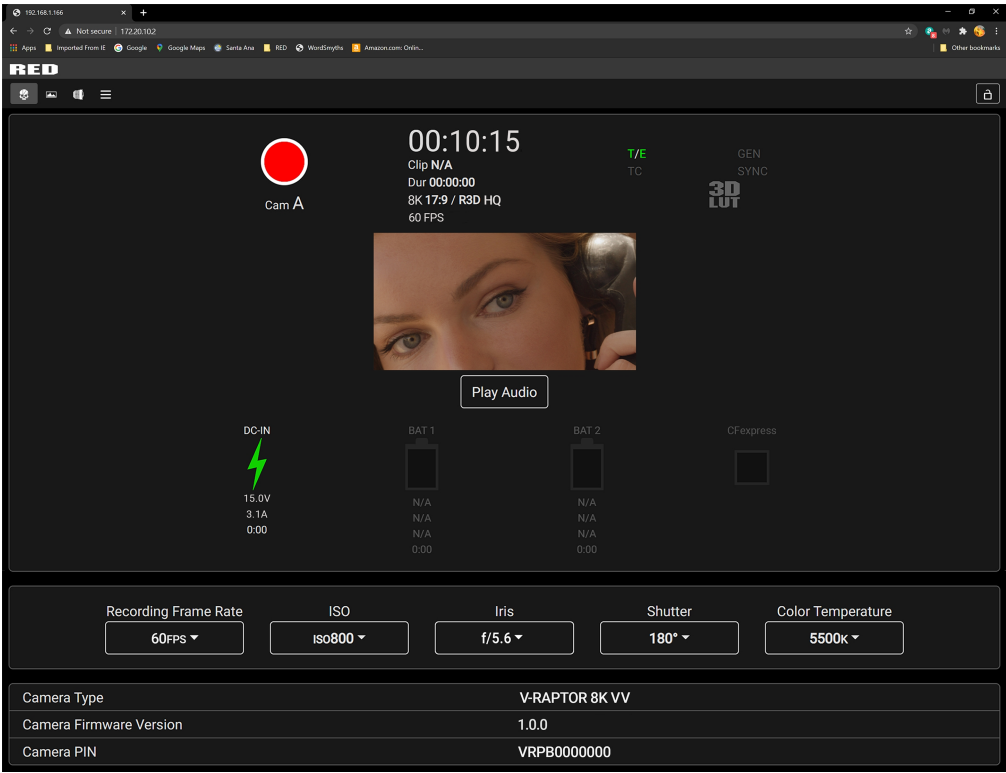 192.168.1.166
Not secure | 172.20.10.2
Apps Imported From IE Google Google Maps Santa Ana RED WordSmyths Amazon.com: Onlin... Other bookmarks
RED
00:10:15
Clip N/A
Dur 00:00:00
8K 17:9 / R3D HQ
60 FPS
Cam A
T/E
TC
GEN
SYNC
3D
LUT
Play Audio
DC-IN BAT 1 BAT 2 CFexpress
15.0V
3.1A
0:00
N/A
N/A
N/A
0:00
N/A
N/A
N/A
0:00
Recording Frame Rate ISO Iris Shutter Color Temperature
60FPS ISO800 f/5.6 180° 5500K
Camera Type V-RAPTOR 8K VV
Camera Firmware Version 1.0.0
Camera PIN VRPB0000000